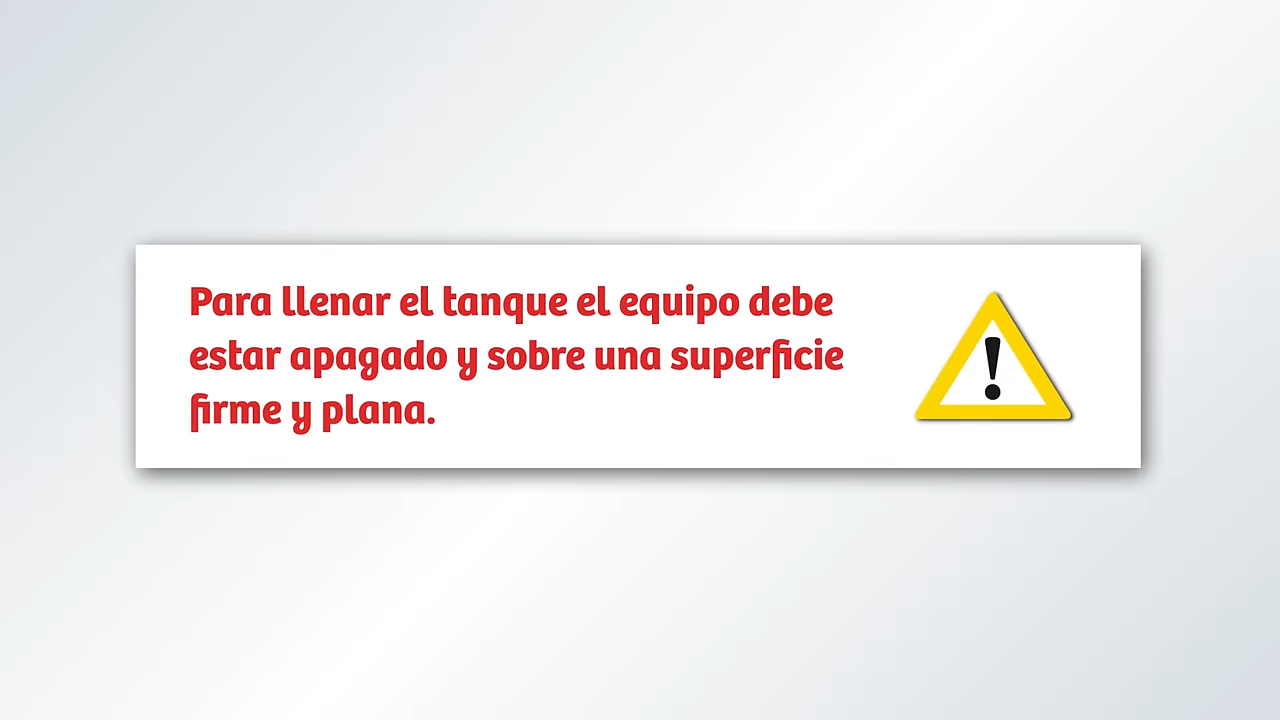 Para llenar el tanque el equipo debe
estar apagado y sobre una superficie
firme y plana.